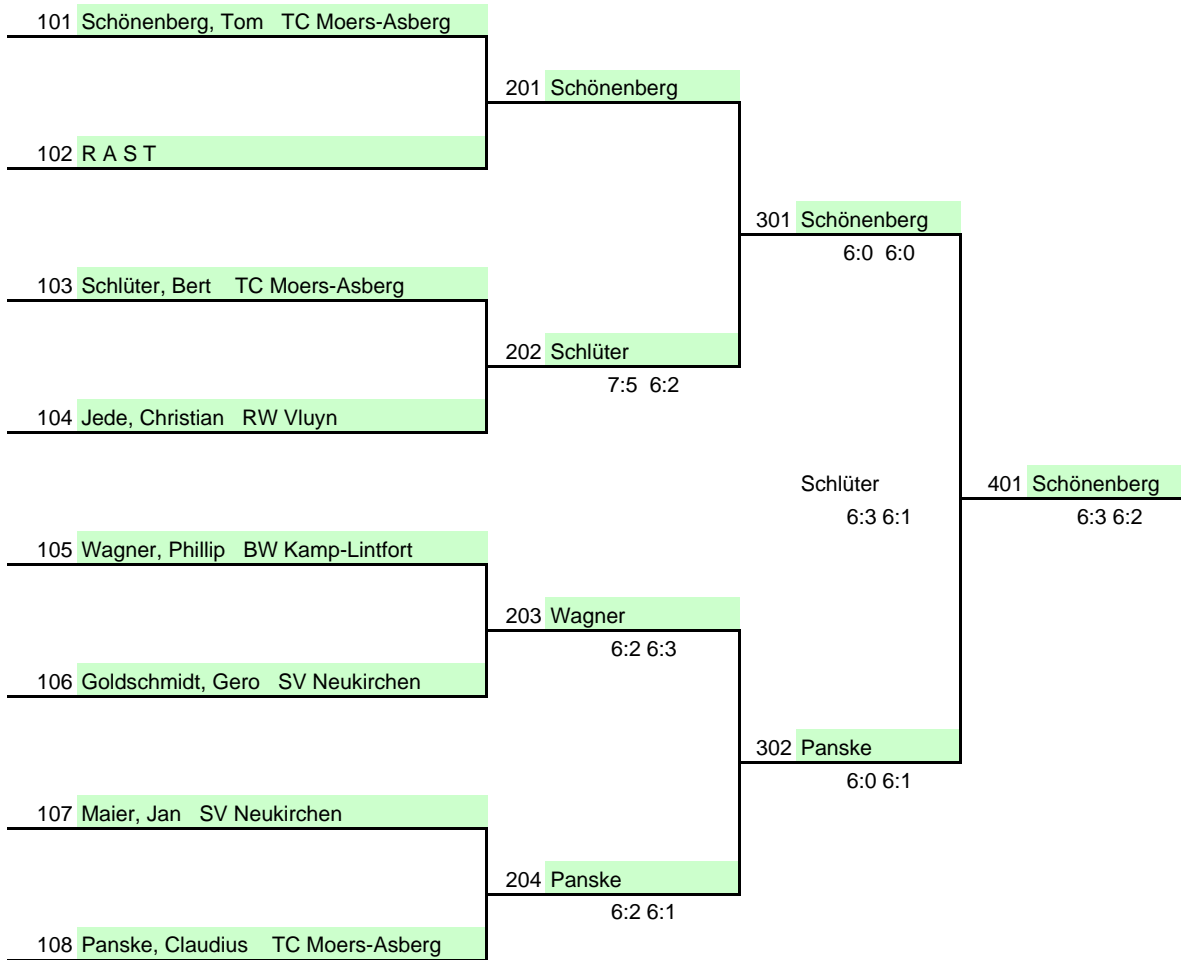 101 Schönenberg, Tom TC Moers-Asberg
201 Schönenberg
102 R A S T
301 Schönenberg
6:0 6:0
103 Schlüter, Bert TC Moers-Asberg
202 Schlüter
7:5 6:2
104 Jede, Christian RW Vluyn
Schlüter
401 Schönenberg
6:3 6:1
6:3 6:2
105 Wagner, Phillip BW Kamp-Lintfort
203 Wagner
6:2 6:3
106 Goldschmidt, Gero SV Neukirchen
302 Panske
6:0 6:1
107 Maier, Jan SV Neukirchen
204 Panske
6:2 6:1
108 Panske, Claudius TC Moers-Asberg